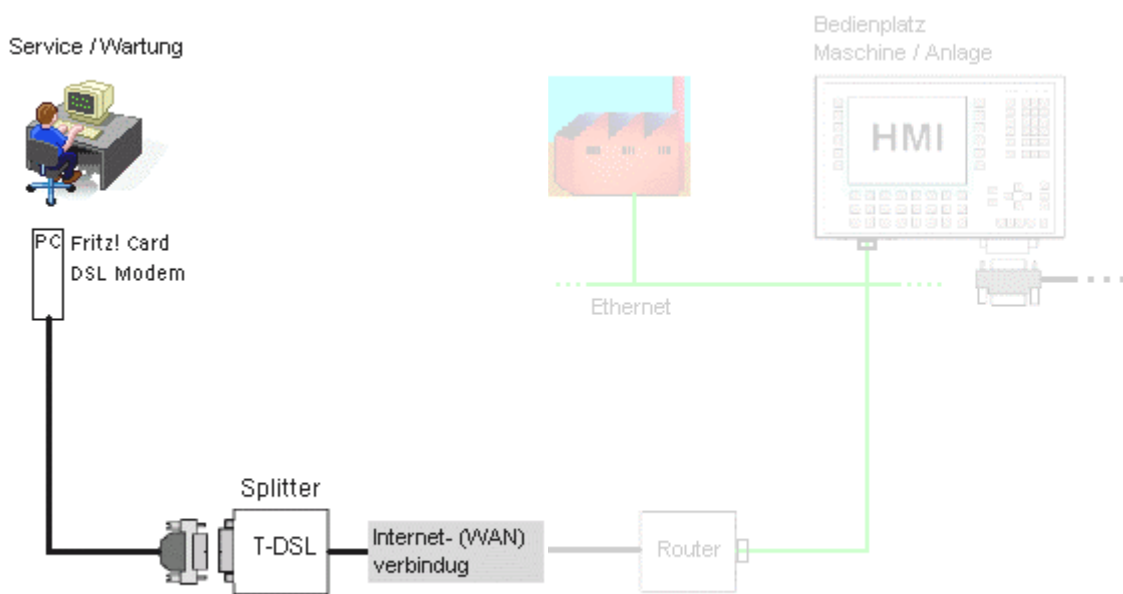 Service / Wartung
Bedienplatz
Maschine / Anlage
HMI
PC
Fritz! Card
DSL Modem
Ethernet
Splitter
T-DSL
Internet- (WAN)
verbindug
Router